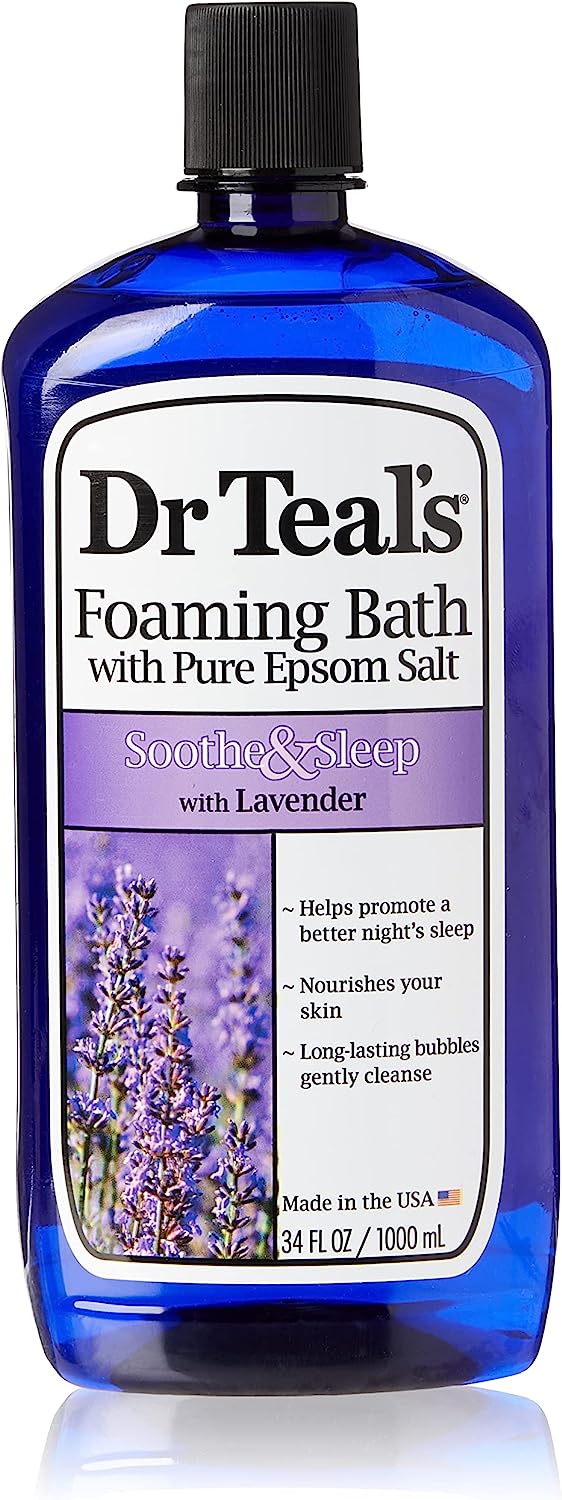 Dr Teal's®
Foaming Bath
with Pure Epsom Salt
Soothe&Sleep
with Lavender
~ Helps promote a
better night's sleep
~ Nourishes your
skin
~ Long-lasting bubbles
gently cleanse
Made in the USA
34 FL OZ / 1000 mL